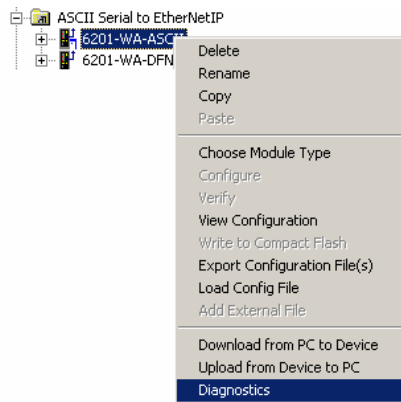 ASCII Serial to EtherNetIP
6201-WA-ASCII
6201-WA-DFN
Delete
Rename
Copy
Paste
Choose Module Type
Configure
Verify
View Configuration
Write to Compact Flash
Export Configuration File(s)
Load Config File
Add External File
Download from PC to Device
Upload from Device to PC
Diagnostics